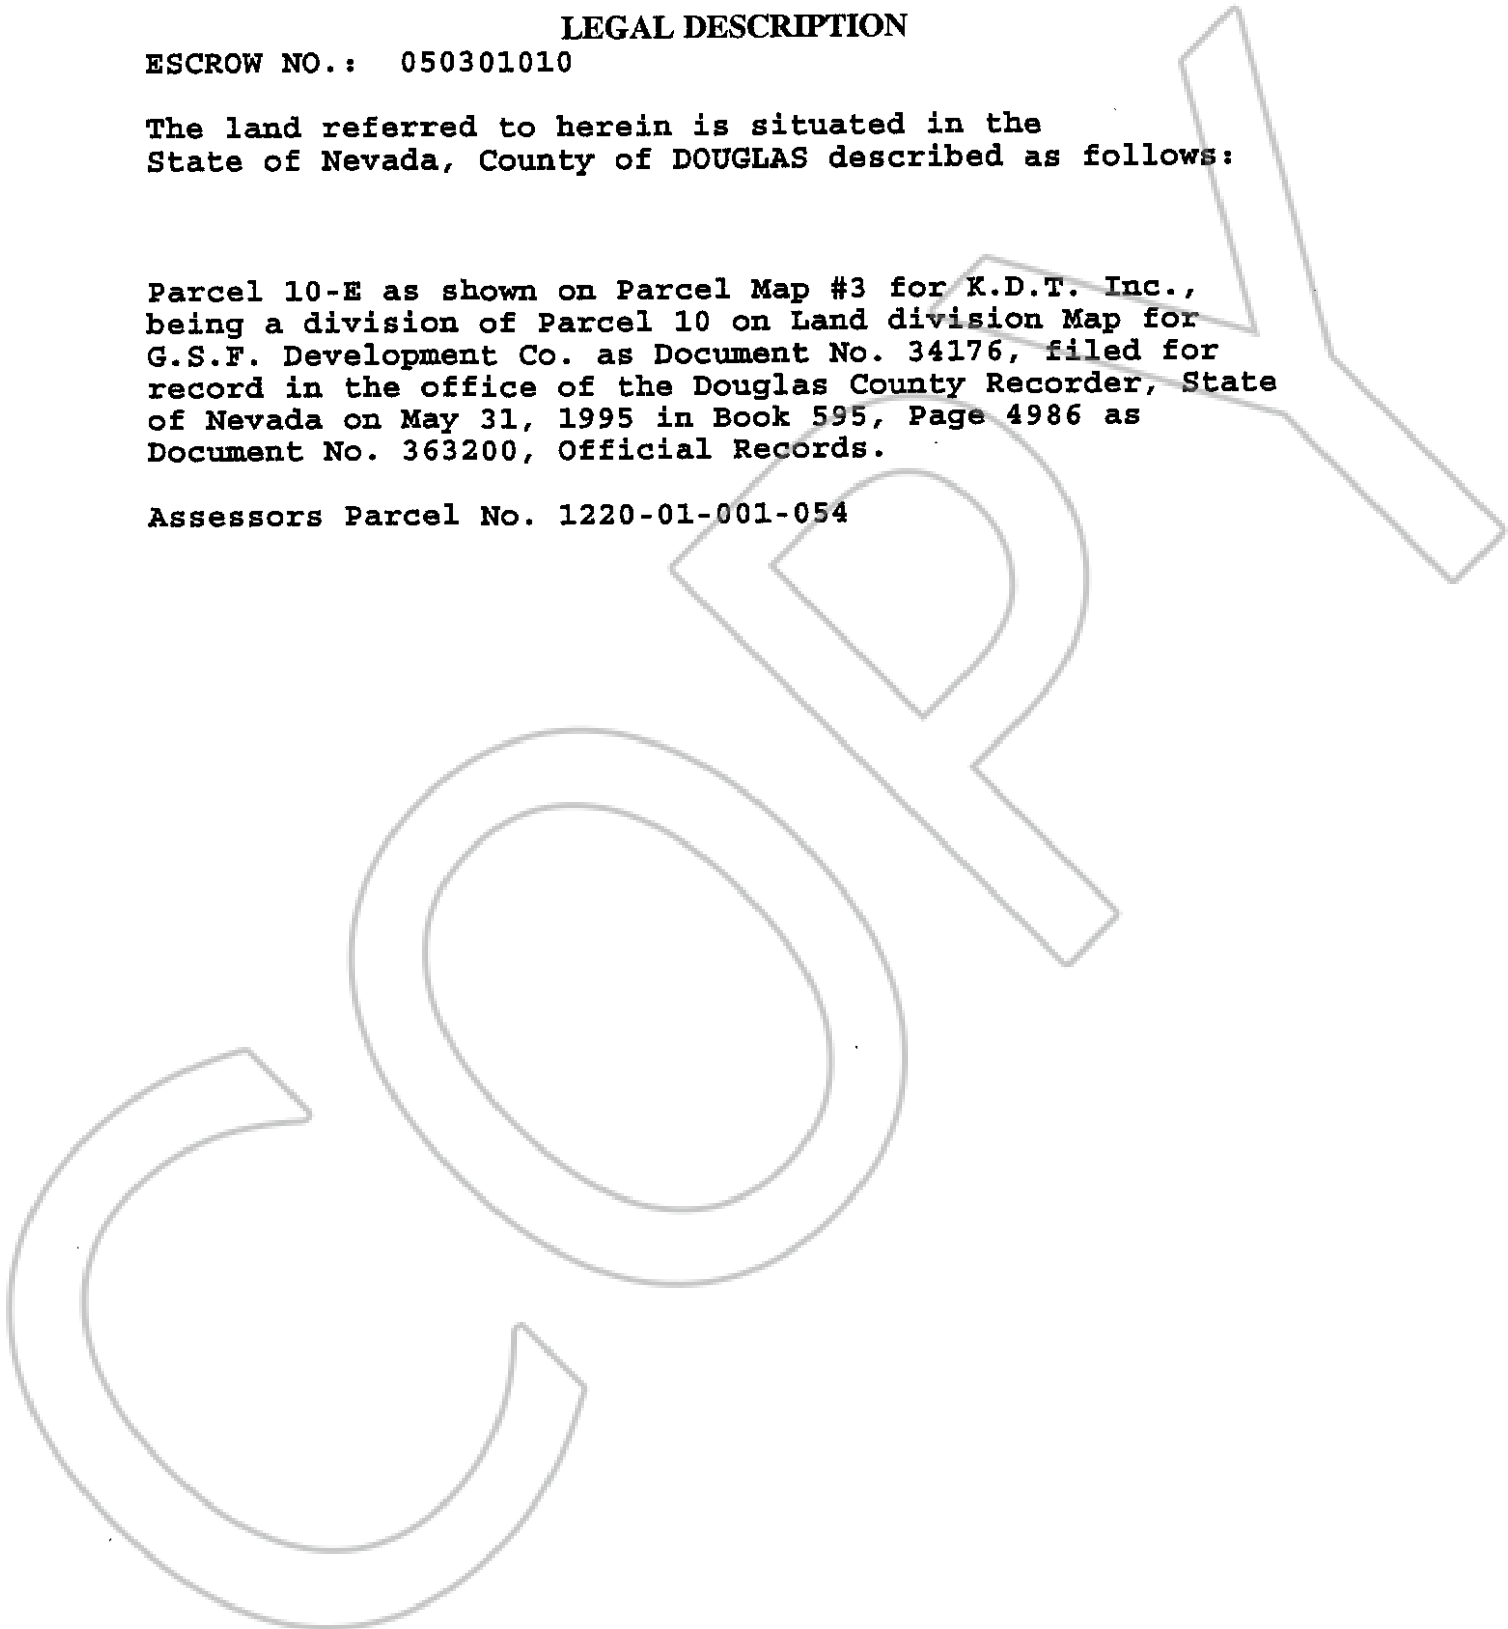 LEGAL DESCRIPTION
ESCROW NO.: 050301010
The land referred to herein is situated in the
State of Nevada, County of DOUGLAS described as follows:
Parcel 10-E as shown on Parcel Map #3 for K.D.T. Inc.,
being a division of Parcel 10 on Land division Map for
G.S.F. Development Co. as Document No. 34176, filed for
record in the office of the Douglas County Recorder, State
of Nevada on May 31, 1995 in Book 595, Page 4986 as
Document No. 363200, Official Records.
Assessors Parcel No. 1220-01-001-054
COPY